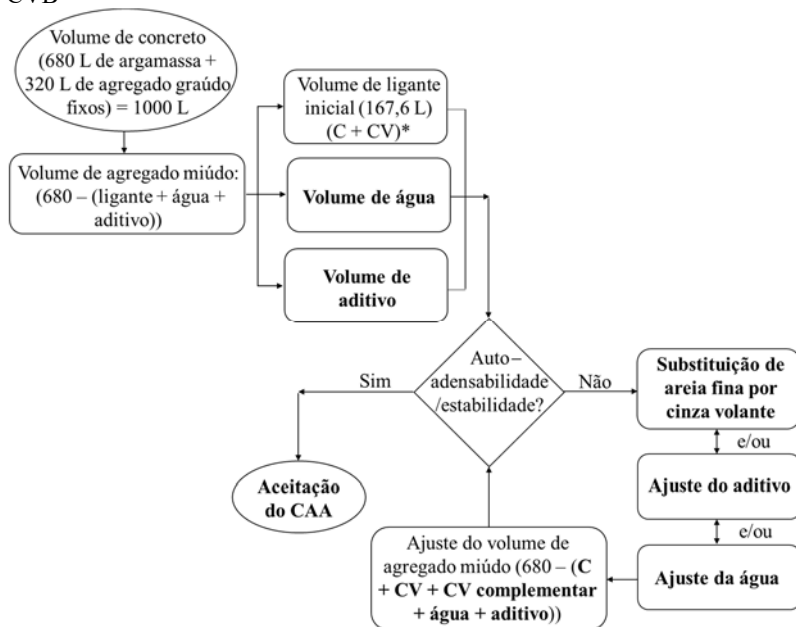 CVB
Volume de concreto
(680 L de argamassa +
320 L de agregado graúdo
fixos) = 1000 L
Volume de agregado miúdo:
(680 – (ligante + água +
aditivo))
Volume de ligante
inicial (167,6 L)
(C + CV)*
Volume de água
Volume de
aditivo
Auto –
adensabilidade
/estabilidade?
Sim
Não
Aceitação
do CAA
Substituição de
areia fina por
cinza volante
e/ou
Ajuste do aditivo
e/ou
Ajuste da água
Ajuste do volume de
agregado miúdo (680 – (C
+ CV + CV complementar
+ água + aditivo))